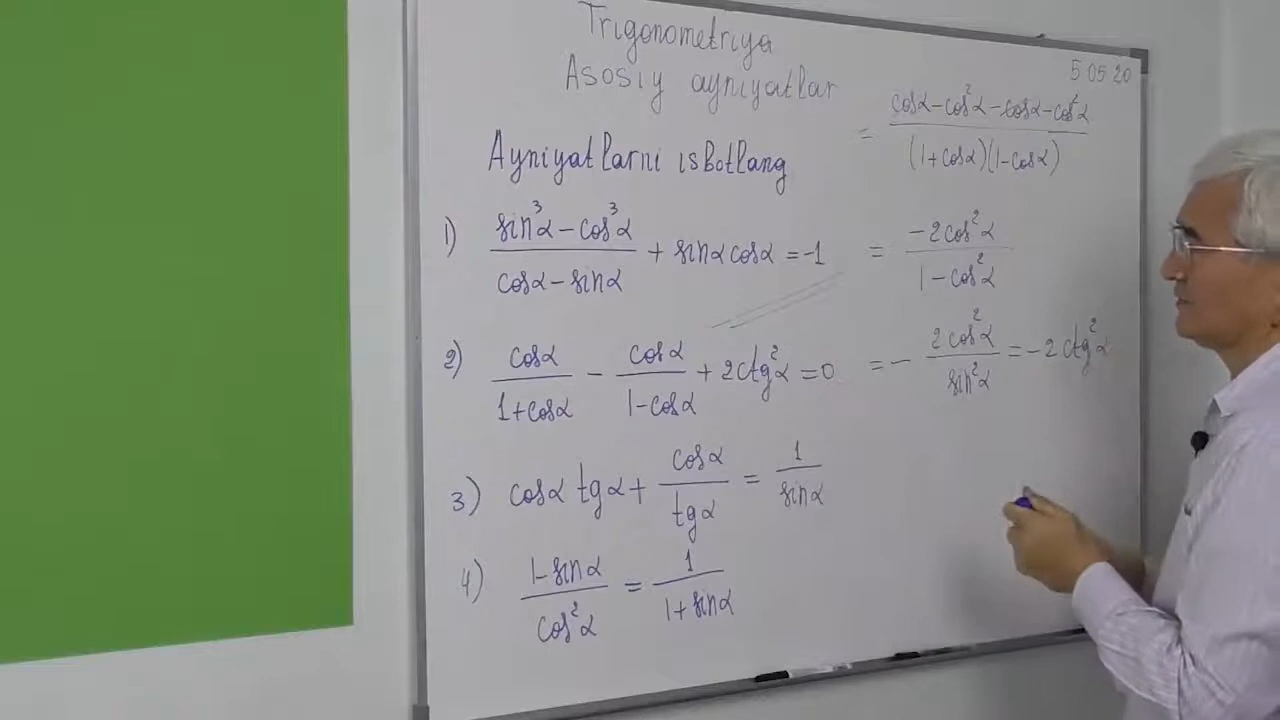 Trigonometriya
Asosiy ayniyatlar
5 05 20
Ayniyatlarni isbotlang
1) (sin³α − cos³α)/(cosα − sinα) + sinα cosα = -1
2) cosα/(1+cosα) − cosα/(1−cosα) + 2ctg²α = 0
3) cosα tgα + cosα/tgα = 1/sinα
4) (1−sinα)/cos²α = 1/(1+sinα)
= (cosα − cos²α − cosα − cos²α)/((1+cosα)(1−cosα))
= −2cos²α/(1−cos²α)
= − 2cos²α/sin²α = −2 ctg²α